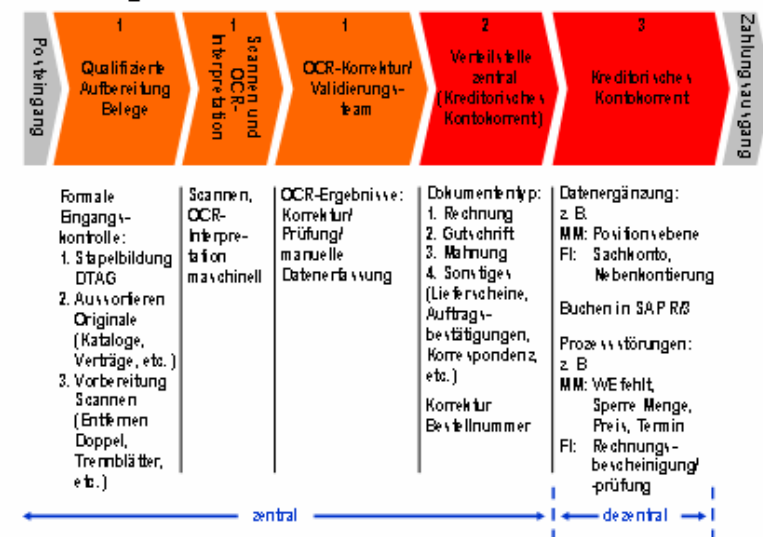 Posteingang
1
Qualifizierte
Aufbereitung
Belege
1
Scannen und
OCR-
Interpretation
1
OCR-Korrektur/
Validierungs-
team
2
Verteilstelle
zentral
(Kreditorisches
Kontokorrent)
3
Kreditorisches
Kontokorrent
Zahlungsausgang
Formale
Eingangs-
kontrolle:
1. Stapelbildung
DTAG
2. Aussortieren
Originale
(Kataloge,
Verträge, etc.)
3. Vorbereitung
Scannen
(Entfernen
Doppel,
Trennblätter,
etc.)
Scannen,
OCR-
Interpre-
tation
maschinell
OCR-Ergebnisse:
Korrektur/
Prüfung/
manuelle
Datenerfassung
Dokumententyp:
1. Rechnung
2. Gutschrift
3. Mahnung
4. Sonstiges
(Lieferscheine,
Auftrags-
bestätigungen,
Korrespondenz,
etc.)
Korrektur
Bestellnummer
Datenergänzung:
z. B.
MM: Positionsebene
FI: Sachkonto,
Nebenkontierung
Buchen in SAP R/3
Prozessstörungen:
z. B
MM: WE fehlt,
Sperre Menge,
Preis, Termin
FI: Rechnungs-
bescheinigung/
-prüfung
zentral
dezentral